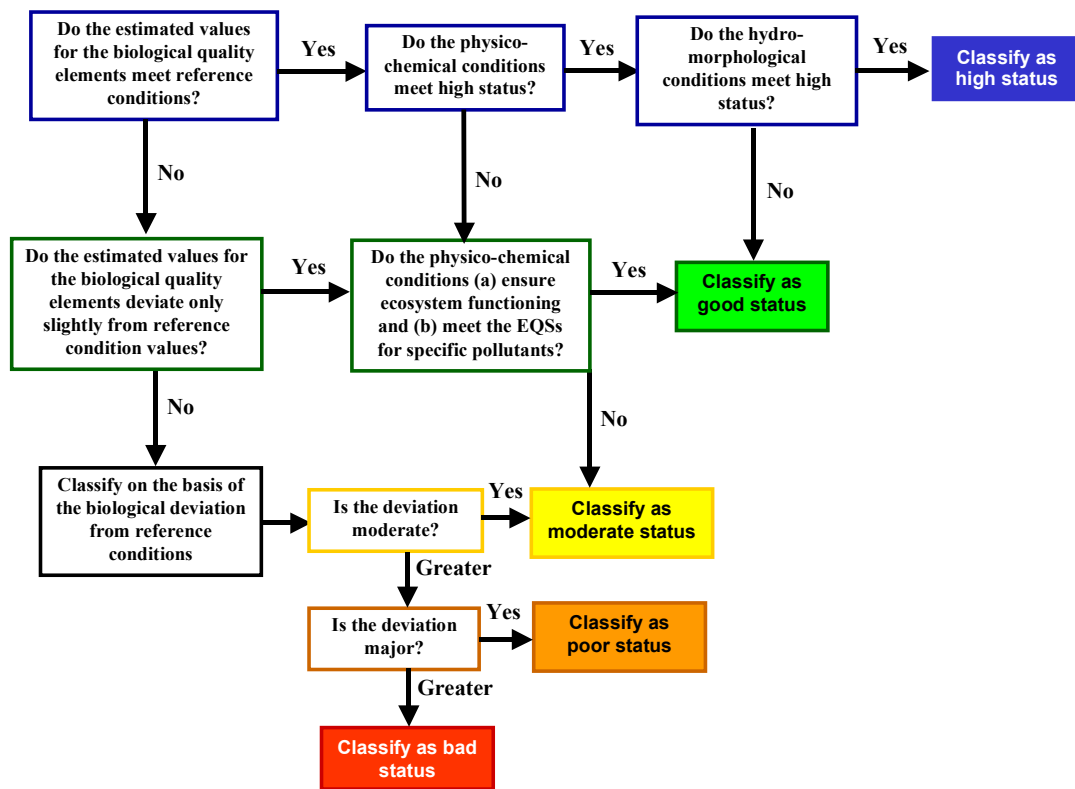 Do the estimated values
for the biological quality
elements meet reference
conditions?
Yes
Do the physico-
chemical conditions
meet high status?
Yes
Do the hydro-
morphological
conditions meet high
status?
Yes
Classify as
high status
No
No
No
Do the estimated values for
the biological quality
elements deviate only
slightly from reference
condition values?
Yes
Do the physico-chemical
conditions (a) ensure
ecosystem functioning
and (b) meet the EQSs
for specific pollutants?
Yes
Classify as
good status
No
No
Classify on the basis of
the biological deviation
from reference
conditions
Is the deviation
moderate?
Yes
Classify as
moderate status
Greater
Is the deviation
major?
Yes
Classify as
poor status
Greater
Classify as bad
status